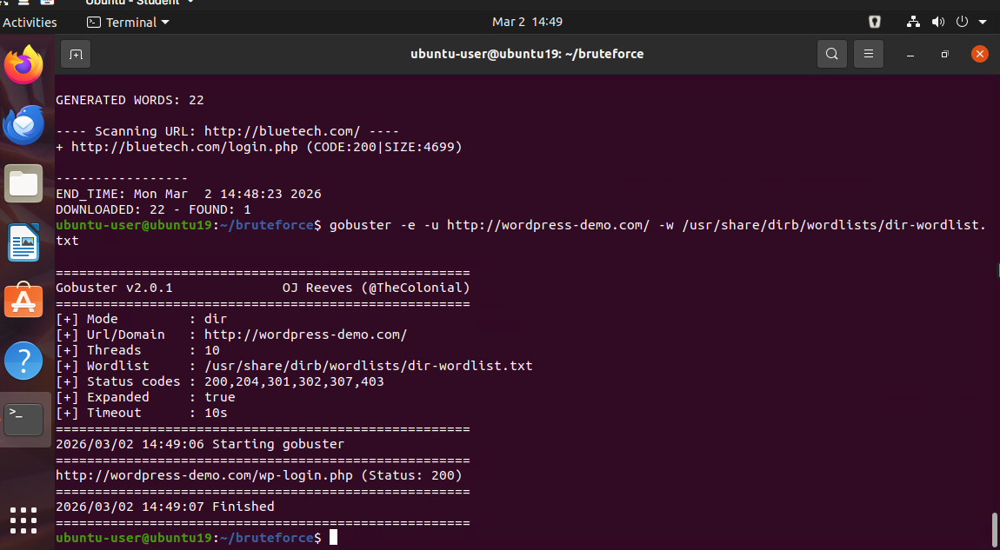 Ubuntu - Student
Activities
Terminal
Mar 2 14:49
ubuntu-user@ubuntu19: ~/bruteforce
GENERATED WORDS: 22
---- Scanning URL: http://bluetech.com/ ----
+ http://bluetech.com/login.php (CODE:200|SIZE:4699)
-----------------
END_TIME: Mon Mar  2 14:48:23 2026
DOWNLOADED: 22 - FOUND: 1
ubuntu-user@ubuntu19:~/bruteforce$ gobuster -e -u http://wordpress-demo.com/ -w /usr/share/dirb/wordlists/dir-wordlist.
txt
=====================================================
Gobuster v2.0.1              OJ Reeves (@TheColonial)
=====================================================
[+] Mode         : dir
[+] Url/Domain   : http://wordpress-demo.com/
[+] Threads      : 10
[+] Wordlist     : /usr/share/dirb/wordlists/dir-wordlist.txt
[+] Status codes : 200,204,301,302,307,403
[+] Expanded     : true
[+] Timeout      : 10s
=====================================================
2026/03/02 14:49:06 Starting gobuster
=====================================================
http://wordpress-demo.com/wp-login.php (Status: 200)
=====================================================
2026/03/02 14:49:07 Finished
=====================================================
ubuntu-user@ubuntu19:~/bruteforce$